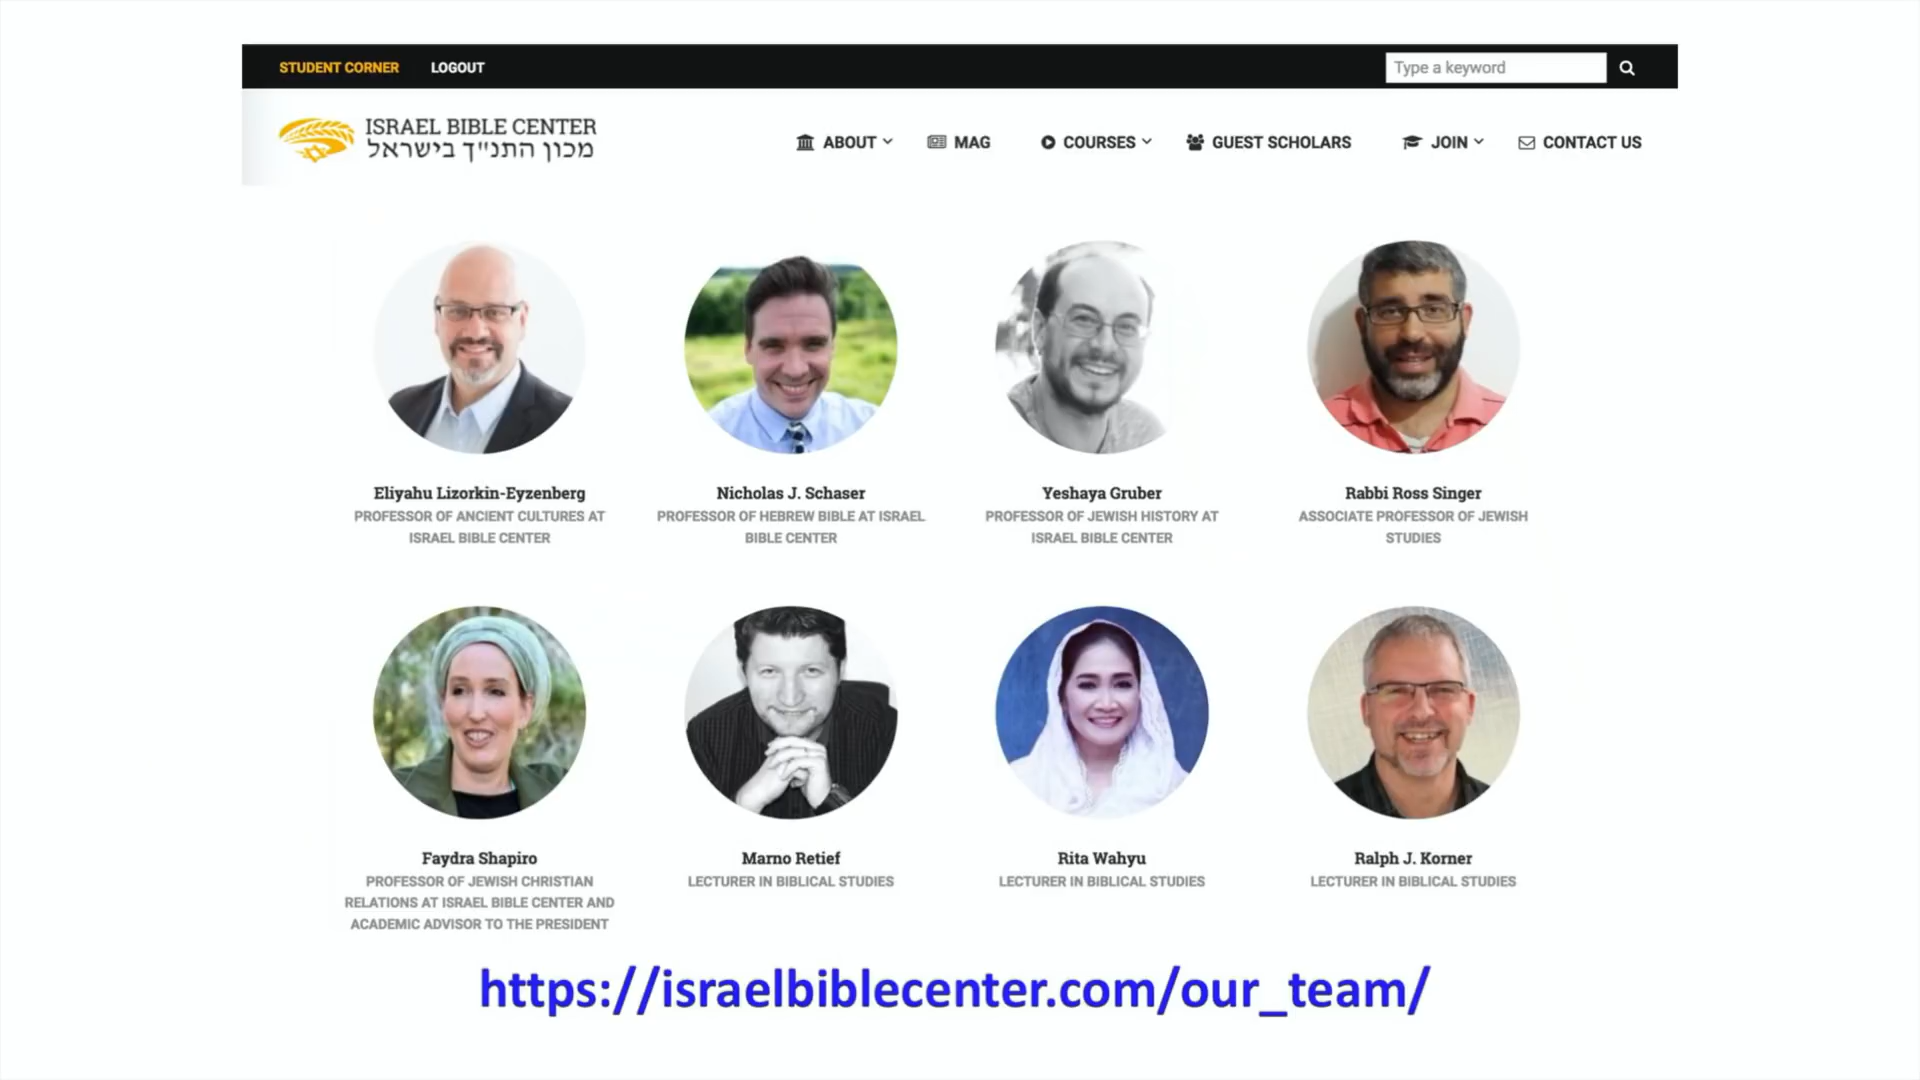 STUDENT CORNER
LOGOUT
Type a keyword
ISRAEL BIBLE CENTER
מכון התנ"ך בישראל
ABOUT
MAG
COURSES
GUEST SCHOLARS
JOIN
CONTACT US
Eliyahu Lizorkin-Eyzenberg
PROFESSOR OF ANCIENT CULTURES AT
ISRAEL BIBLE CENTER
Nicholas J. Schaser
PROFESSOR OF HEBREW BIBLE AT ISRAEL
BIBLE CENTER
Yeshaya Gruber
PROFESSOR OF JEWISH HISTORY AT
ISRAEL BIBLE CENTER
Rabbi Ross Singer
ASSOCIATE PROFESSOR OF JEWISH
STUDIES
Faydra Shapiro
PROFESSOR OF JEWISH CHRISTIAN
RELATIONS AT ISRAEL BIBLE CENTER AND
ACADEMIC ADVISOR TO THE PRESIDENT
Marno Retief
LECTURER IN BIBLICAL STUDIES
Rita Wahyu
LECTURER IN BIBLICAL STUDIES
Ralph J. Korner
LECTURER IN BIBLICAL STUDIES
https://israelbiblecenter.com/our_team/